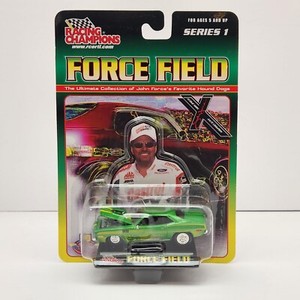 RACING CHAMPIONS
www.rcertl.com
FOR AGES 8 AND UP
SERIES 1
FORCE FIELD
The Ultimate Collection of John Force's Favorite Hound Dogs
FORCE FIELD